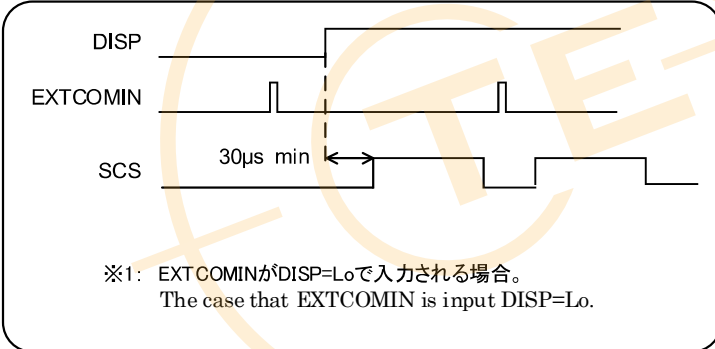 DISP
EXTCOMIN
30μs min
SCS
※1: EXTCOMINがDISP=Loで入力される場合。
The case that EXTCOMIN is input DISP=Lo.
TE